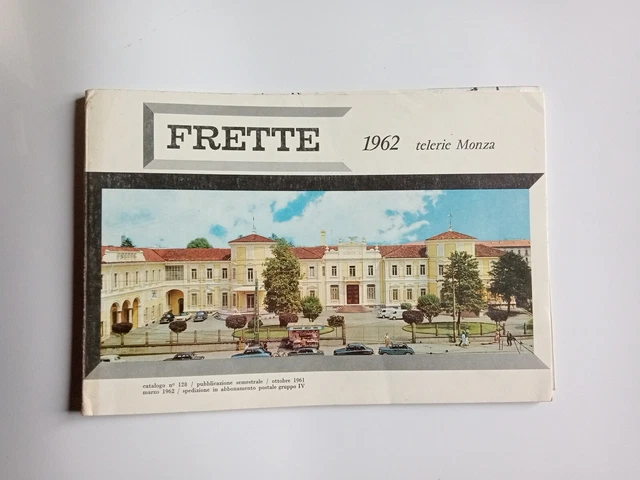 FRETTE
1962 telerie Monza
catalogo n° 128 / pubblicazione semestrale / ottobre 1961
marzo 1962 / spedizione in abbonamento postale gruppo IV